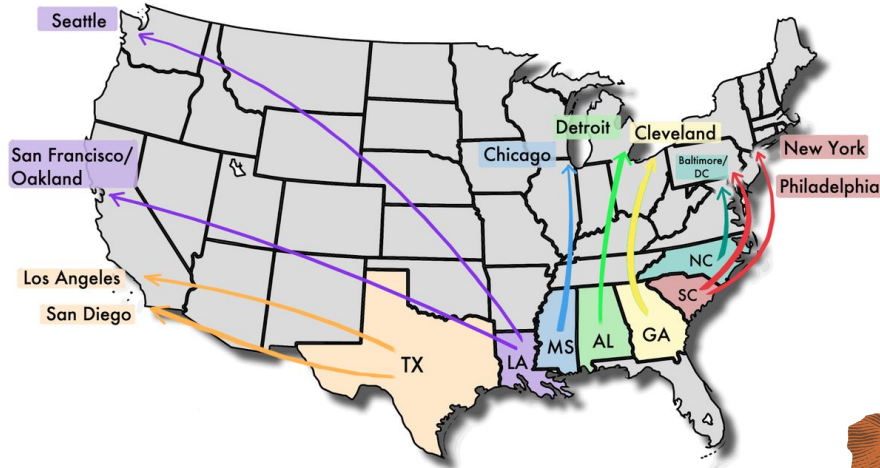 Seattle
San Francisco/
Oakland
Los Angeles
San Diego
Chicago
Detroit
Cleveland
Baltimore/
DC
New York
Philadelphia
TX
LA
MS
AL
GA
SC
NC